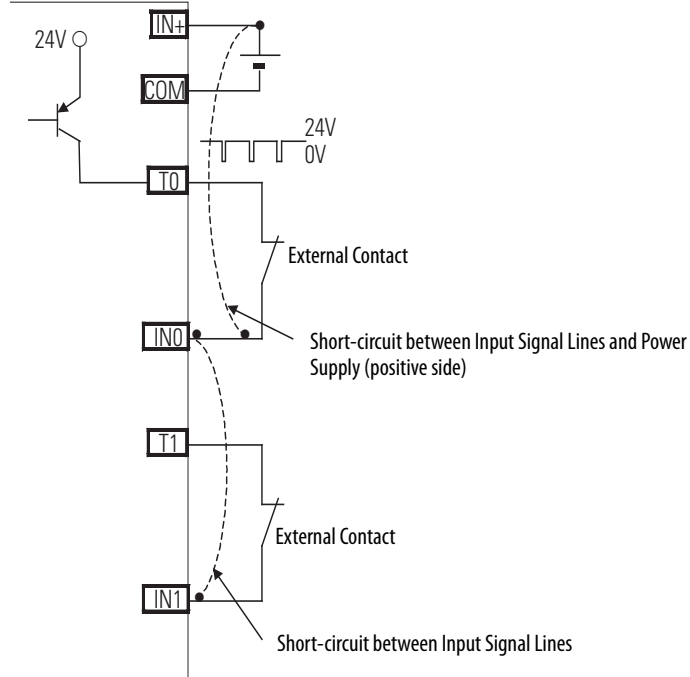 IN+
24V
COM
24V
0V
T0
External Contact
IN0
Short-circuit between Input Signal Lines and Power
Supply (positive side)
T1
External Contact
IN1
Short-circuit between Input Signal Lines